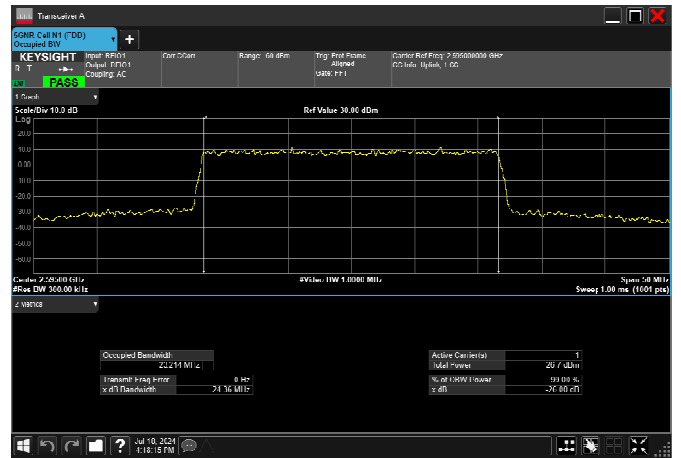 Transceiver A
5GNR Cell N1 (FDD)
Occupied BW
+
KEYSIGHT
R T
PASS
Input: RFIO1
Output: RFIO1
Coupling: AC
Corr CCorr
Range: 60 dBm
Trig: Prot Frame
Aligned
Gate: FFT
Carrier Ref Freq: 2.595000000 GHz
CC Info: Uplink, 1 CC
1 Graph
Scale/Div 10.0 dB
Ref Value 30.00 dBm
Log
20.0
10.0
0.00
-10.0
-20.0
-30.0
-40.0
-50.0
-60.0
Center 2.59500 GHz
#Video BW 1.0000 MHz
Span 50 MHz
#Res BW 300.00 kHz
Sweep 1.00 ms (1001 pts)
2 Metrics
Occupied Bandwidth
23.214 MHz
Transmit Freq Error 0 Hz
x dB Bandwidth 24.36 MHz
Active Carrier(s) 1
Total Power 26.7 dBm
% of OBW Power 99.00 %
x dB -26.00 dB
?
Jul 18, 2024
4:18:15 PM